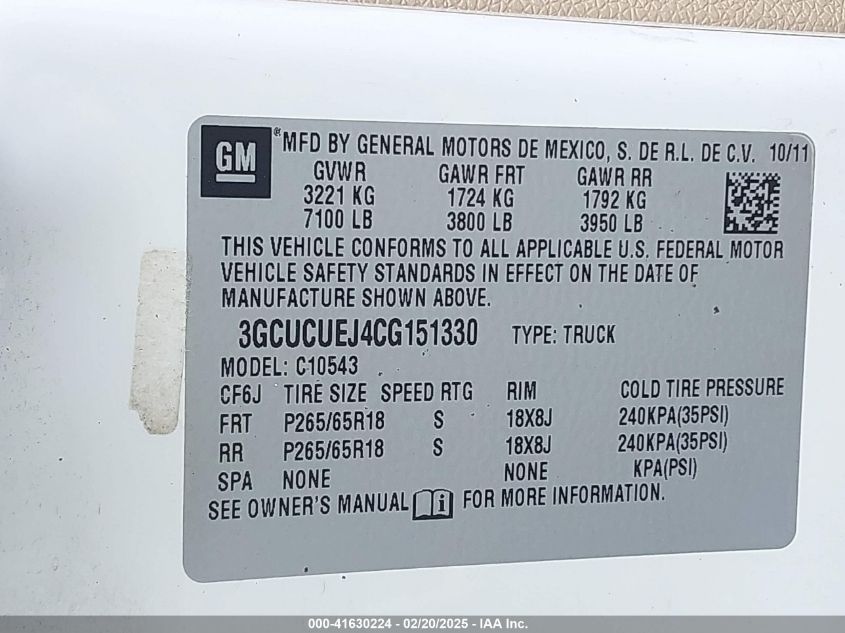 GM ® MFD BY GENERAL MOTORS DE MEXICO, S. DE R.L. DE C.V. 10/11
GVWR GAWR FRT GAWR RR
3221 KG 1724 KG 1792 KG
7100 LB 3800 LB 3950 LB
THIS VEHICLE CONFORMS TO ALL APPLICABLE U.S. FEDERAL MOTOR
VEHICLE SAFETY STANDARDS IN EFFECT ON THE DATE OF
MANUFACTURE SHOWN ABOVE.
3GCUCUEJ4CG151330 TYPE: TRUCK
MODEL: C10543
CF6J TIRE SIZE SPEED RTG RIM COLD TIRE PRESSURE
FRT P265/65R18 S 18X8J 240KPA(35PSI)
RR P265/65R18 S 18X8J 240KPA(35PSI)
SPA NONE NONE KPA(PSI)
SEE OWNER'S MANUAL i FOR MORE INFORMATION.
000-41630224 — 02/20/2025 — IAA Inc.